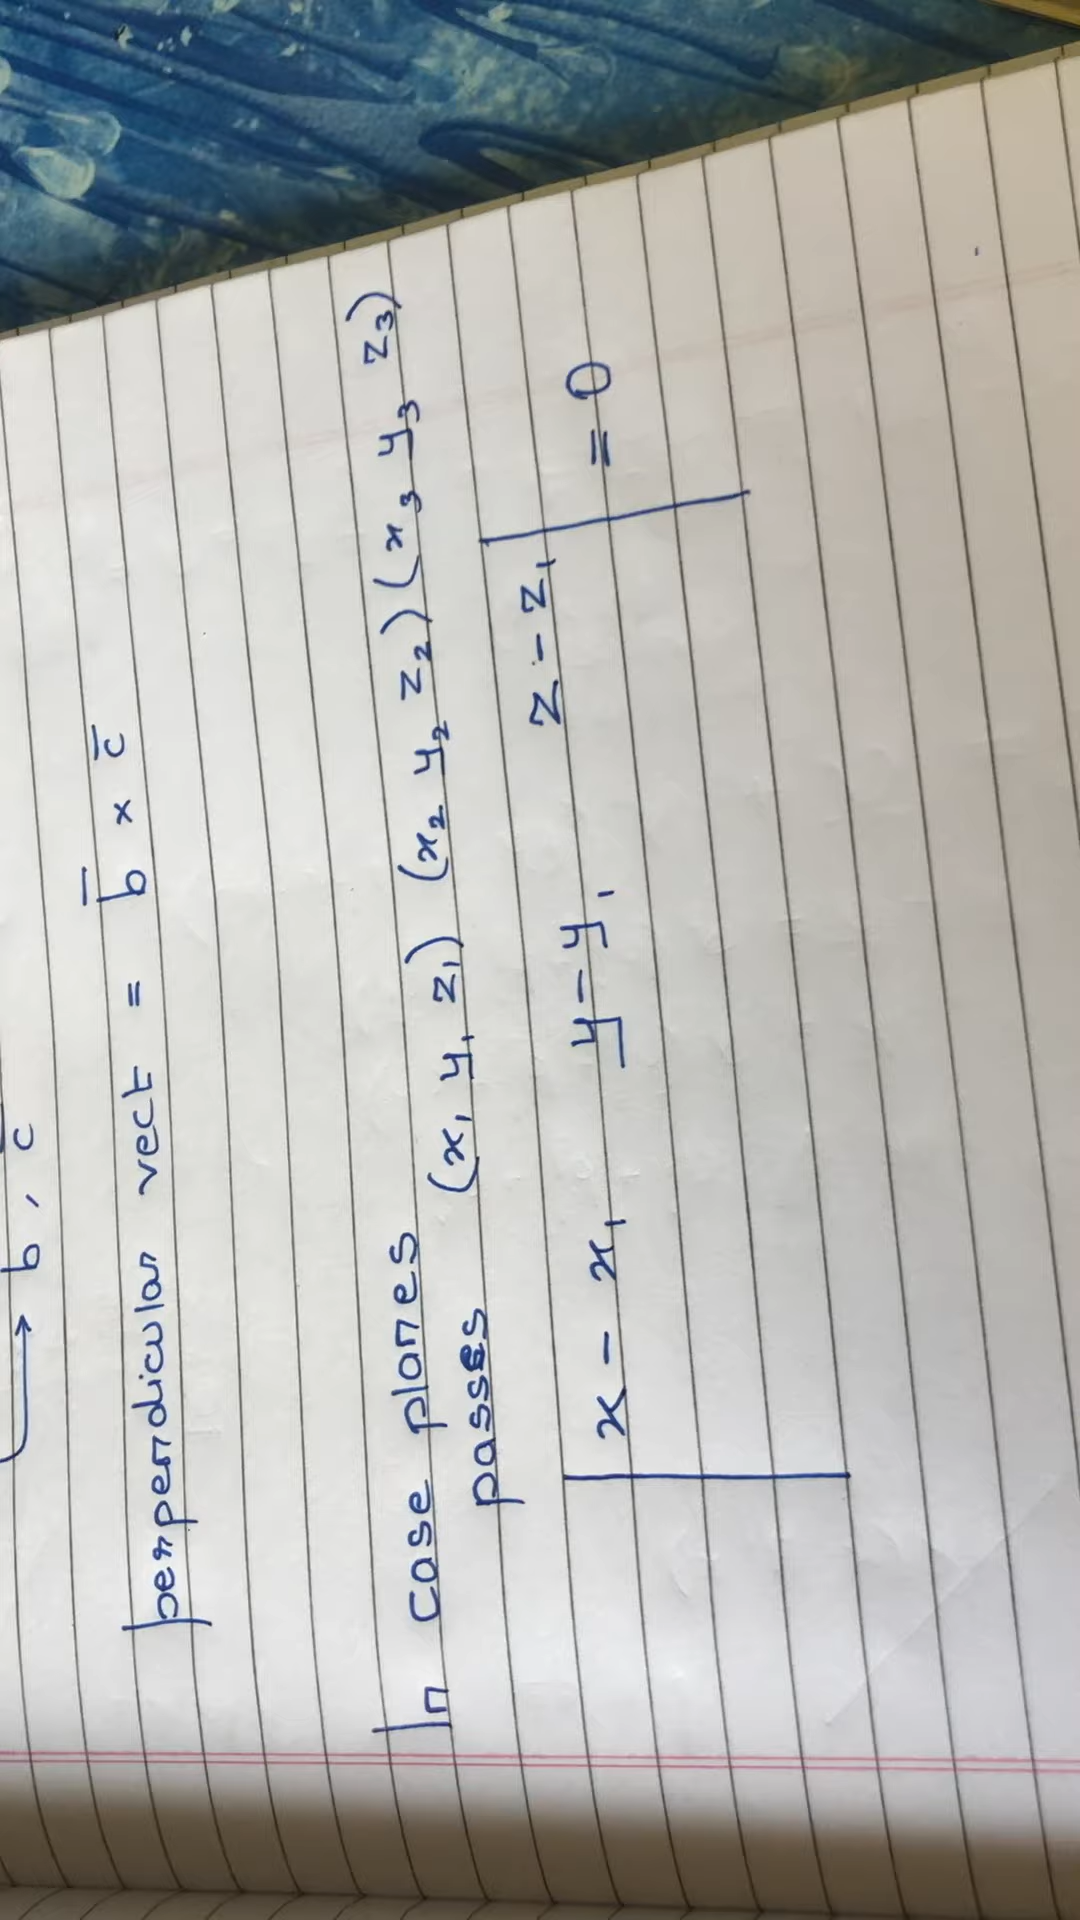 b , c̄
perpendicular vect = b̄ × c̄
In case planes (x₁ y₁ z₁) (x₂ y₂ z₂) (x₃ y₃ z₃)
passes
| x - x₁ y - y₁ z - z₁ | = 0